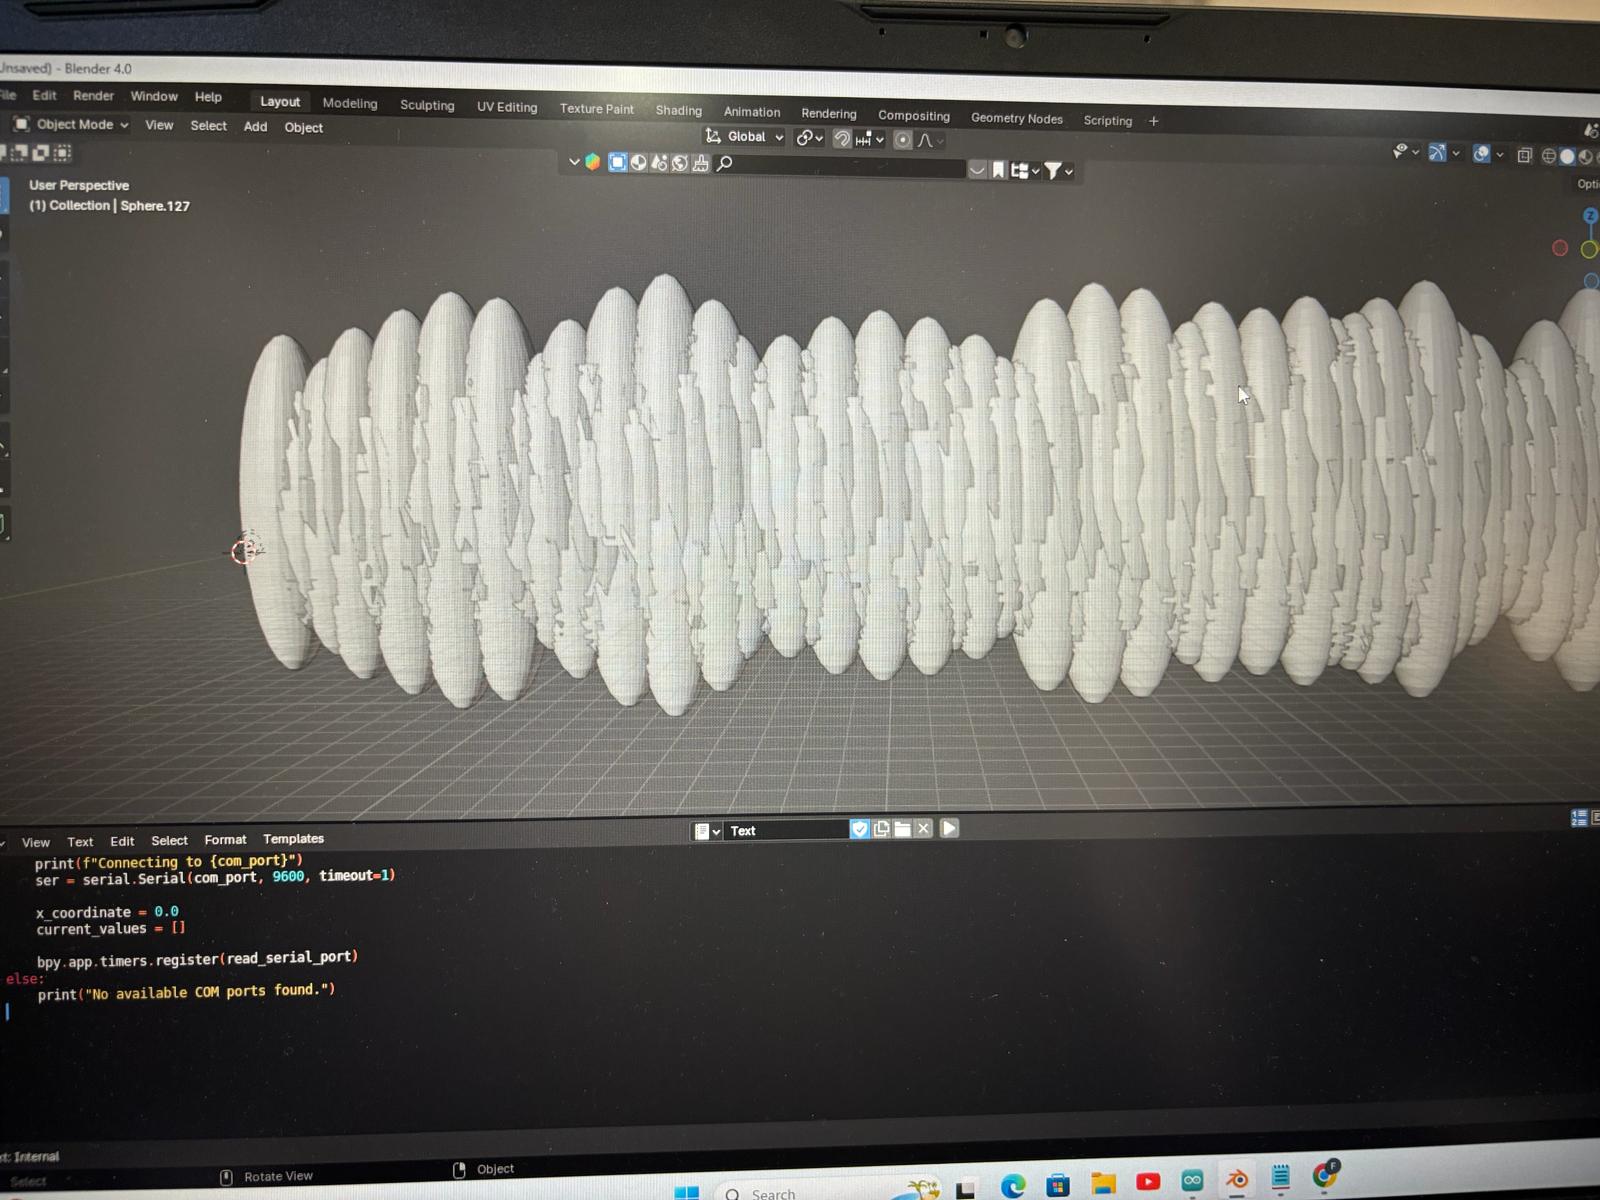 Unsaved) - Blender 4.0
File Edit Render Window Help Layout Modeling Sculpting UV Editing Texture Paint Shading Animation Rendering Compositing Geometry Nodes Scripting +
Object Mode View Select Add Object Global
User Perspective
(1) Collection | Sphere.127
Opti
Z
View Text Edit Select Format Templates Text
print(f"Connecting to {com_port}")
ser = serial.Serial(com_port, 9600, timeout=1)
x_coordinate = 0.0
current_values = []
bpy.app.timers.register(read_serial_port)
else:
print("No available COM ports found.")
t: Internal
Select Rotate View Object
Search
F